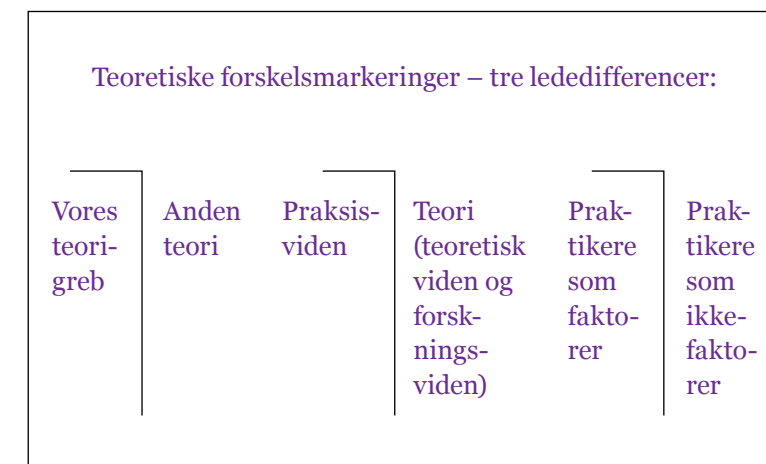 Teoretiske forskelsmarkeringer – tre lededifferencer:
Vores
teori-
greb
Anden
teori
Praksis-
viden
Teori
(teoretisk
viden og
forsk-
nings-
viden)
Prak-
tikere
som
fakto-
rer
Prak-
tikere
som
ikke-
fakto-
rer